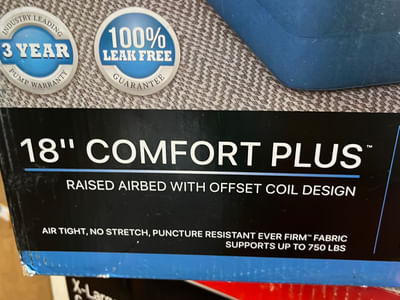 INDUSTRY LEADING
3 YEAR
PUMP WARRANTY
100%
LEAK FREE
GUARANTEE
18" COMFORT PLUS™
RAISED AIRBED WITH OFFSET COIL DESIGN
AIR TIGHT, NO STRETCH, PUNCTURE RESISTANT EVER FIRM™ FABRIC
SUPPORTS UP TO 750 LBS